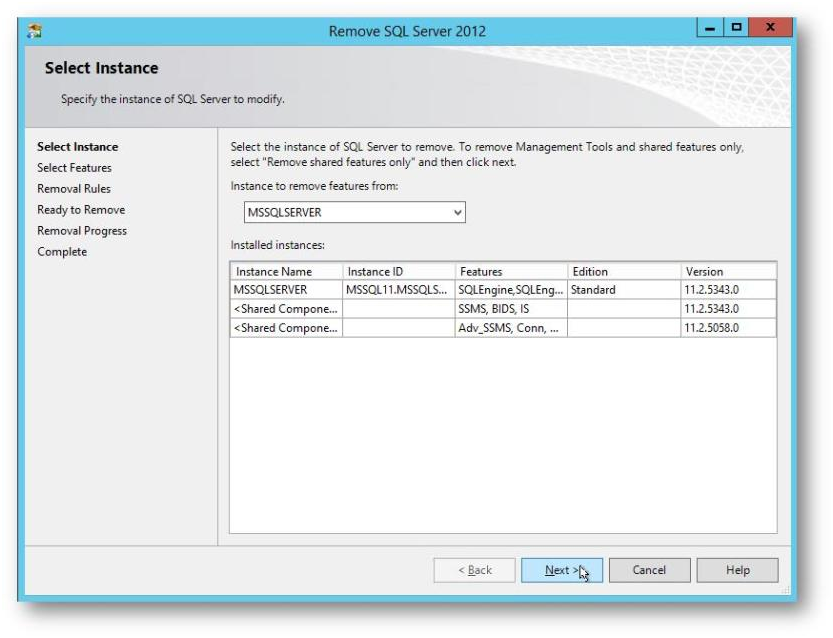 Remove SQL Server 2012
Select Instance
Specify the instance of SQL Server to modify.
Select Instance
Select Features
Removal Rules
Ready to Remove
Removal Progress
Complete
Select the instance of SQL Server to remove. To remove Management Tools and shared features only,
select "Remove shared features only" and then click next.
Instance to remove features from:
MSSQLSERVER
Installed instances:
Instance Name Instance ID Features Edition Version
MSSQLSERVER MSSQL11.MSSQLS... SQLEngine,SQLEng... Standard 11.2.5343.0
<Shared Compone... SSMS, BIDS, IS 11.2.5343.0
<Shared Compone... Adv_SSMS, Conn, ... 11.2.5058.0
< Back Next > Cancel Help